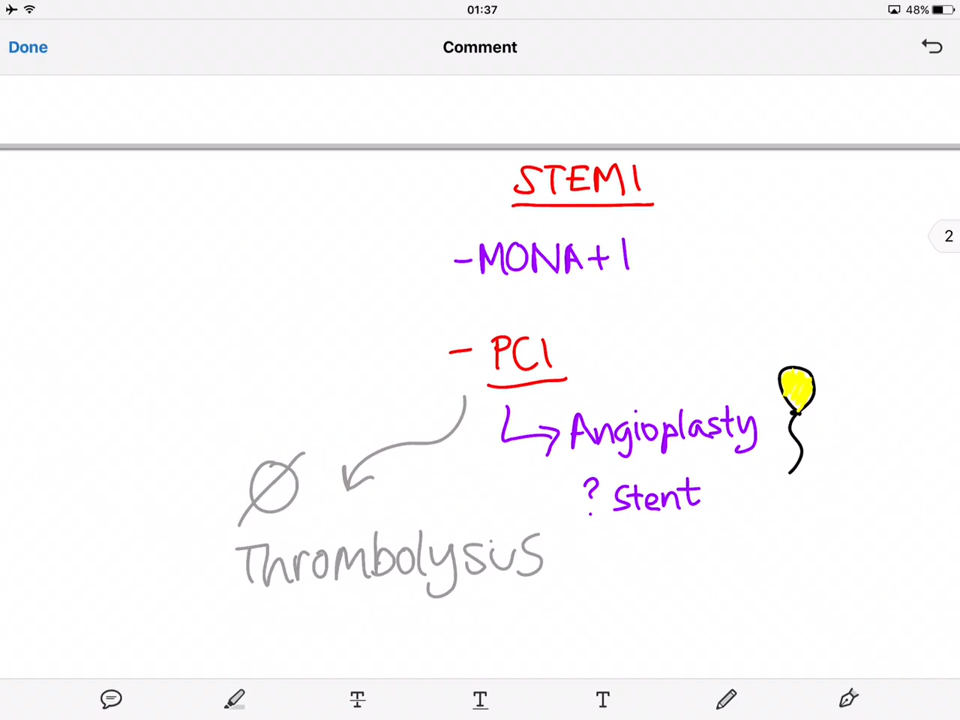 01:37
48%
Done
Comment
2
STEMI
- MONA + 1
- PCI
Angioplasty
? Stent
Ø
Thrombolysis
T
T
T